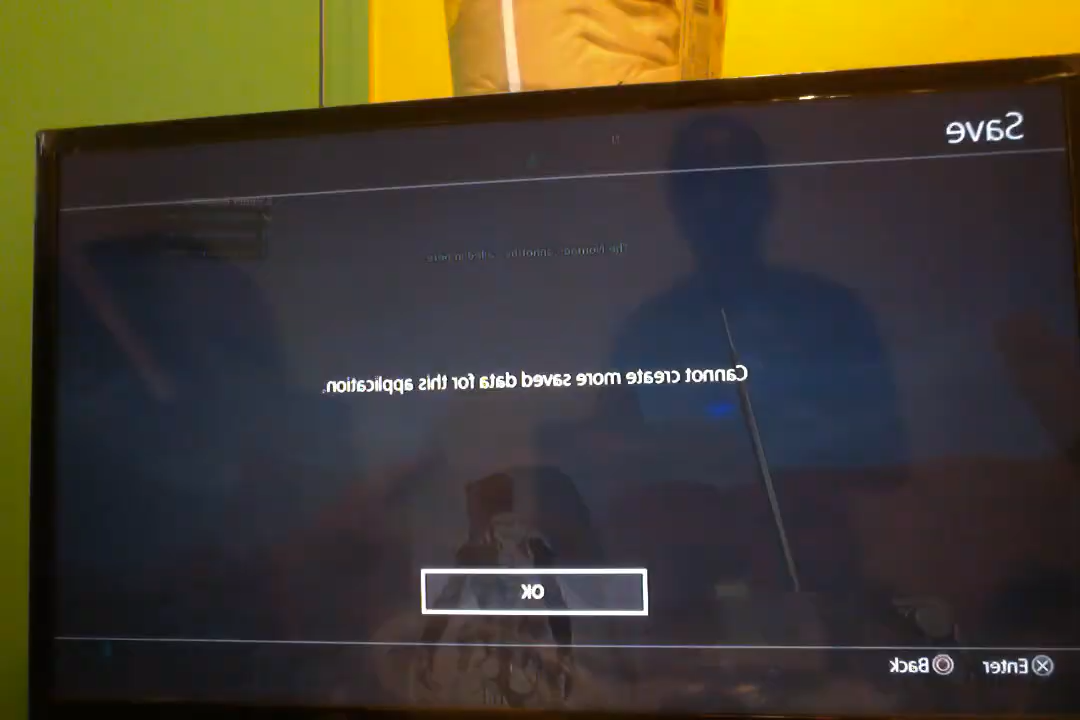 Save
Cannot create more saved data for this application.
OK
Enter Back